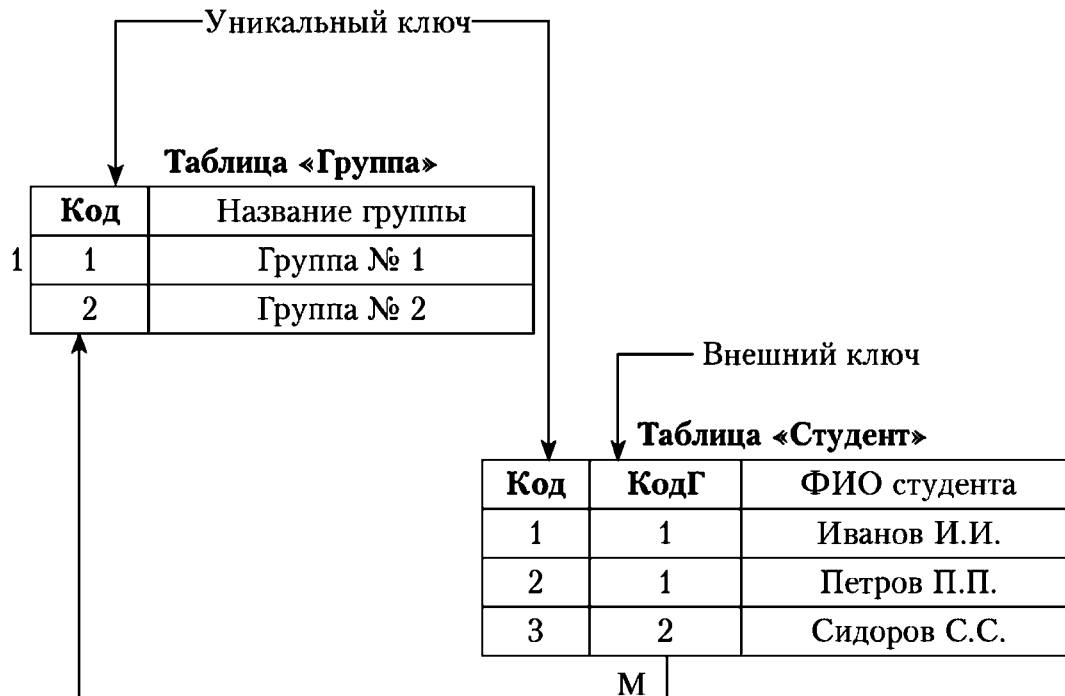 Уникальный ключ
Таблица «Группа»
Код Название группы
1 1 Группа № 1
2 Группа № 2
Внешний ключ
Таблица «Студент»
Код КодГ ФИО студента
1 1 Иванов И.И.
2 1 Петров П.П.
3 2 Сидоров С.С.
М